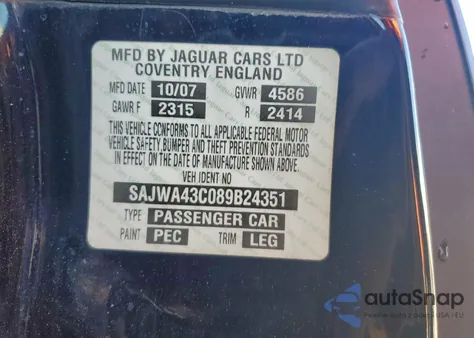 MFD BY JAGUAR CARS LTD
COVENTRY ENGLAND
MFD DATE 10/07 GVWR 4586
GAWR F 2315 R 2414
THIS VEHICLE CONFORMS TO ALL APPLICABLE FEDERAL MOTOR
VEHICLE SAFETY, BUMPER AND THEFT PREVENTION STANDARDS
IN EFFECT ON THE DATE OF MANUFACTURE SHOWN ABOVE.
VEH IDENT NO
SAJWA43C089B24351
TYPE PASSENGER CAR
PAINT PEC TRIM LEG
autoSnap